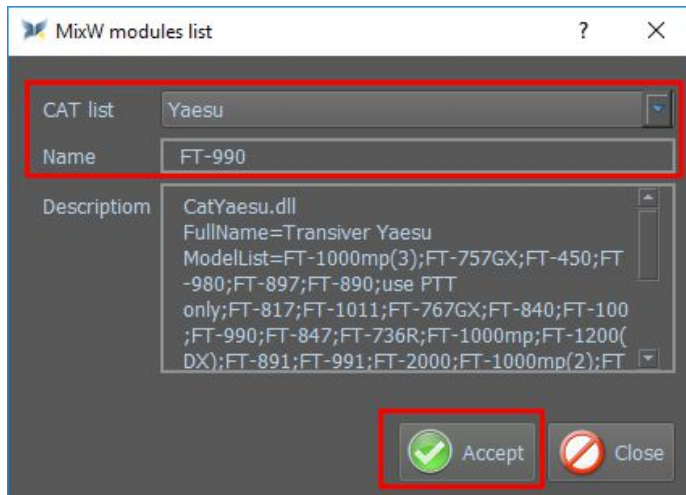 MixW modules list
?
CAT list
Yaesu
Name
FT-990
Descriptiom
CatYaesu.dll
FullName=Transiver Yaesu
ModelList=FT-1000mp(3);FT-757GX;FT-450;FT
-980;FT-897;FT-890;use PTT
only;FT-817;FT-1011;FT-767GX;FT-840;FT-100
;FT-990;FT-847;FT-736R;FT-1000mp;FT-1200(
DX);FT-891;FT-991;FT-2000;FT-1000mp(2);FT
Accept
Close